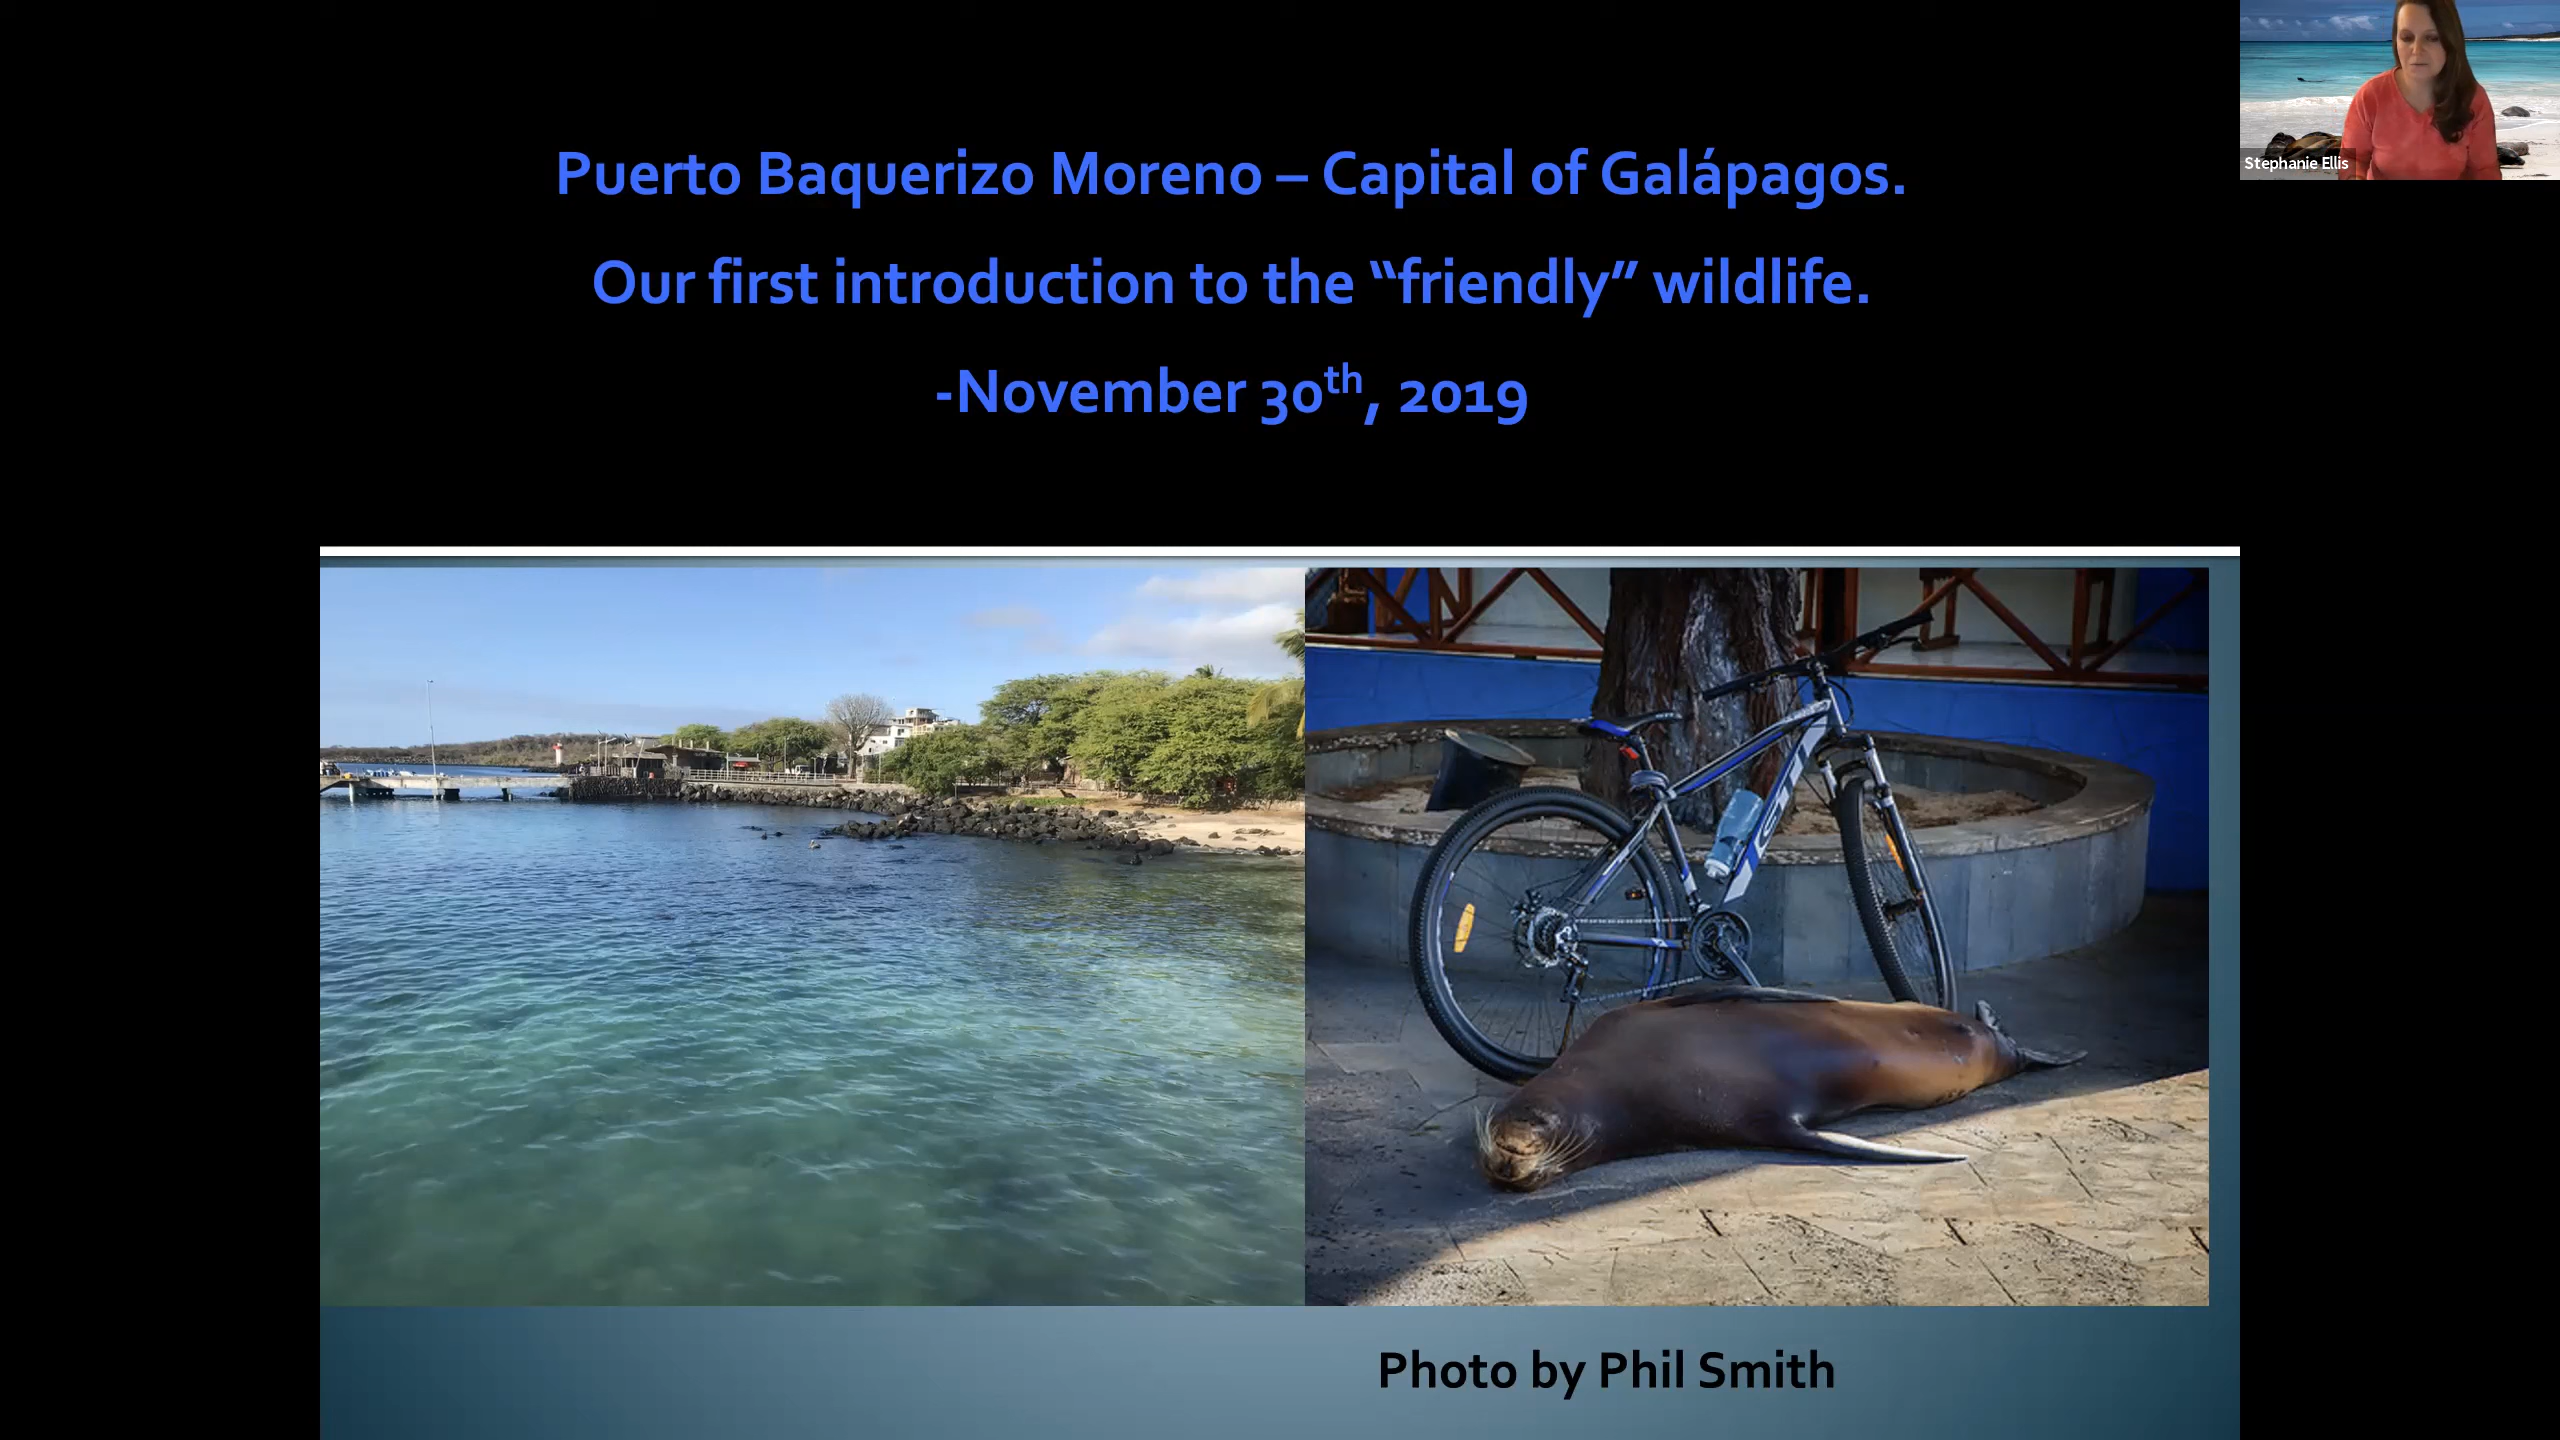 Puerto Baquerizo Moreno – Capital of Galápagos.
Our first introduction to the “friendly” wildlife.
-November 30th, 2019
Stephanie Ellis
Photo by Phil Smith